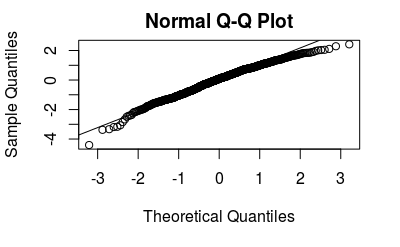 Normal Q-Q Plot
Sample Quantiles
2
0
-2
-4
-3 -2 -1 0 1 2 3
Theoretical Quantiles